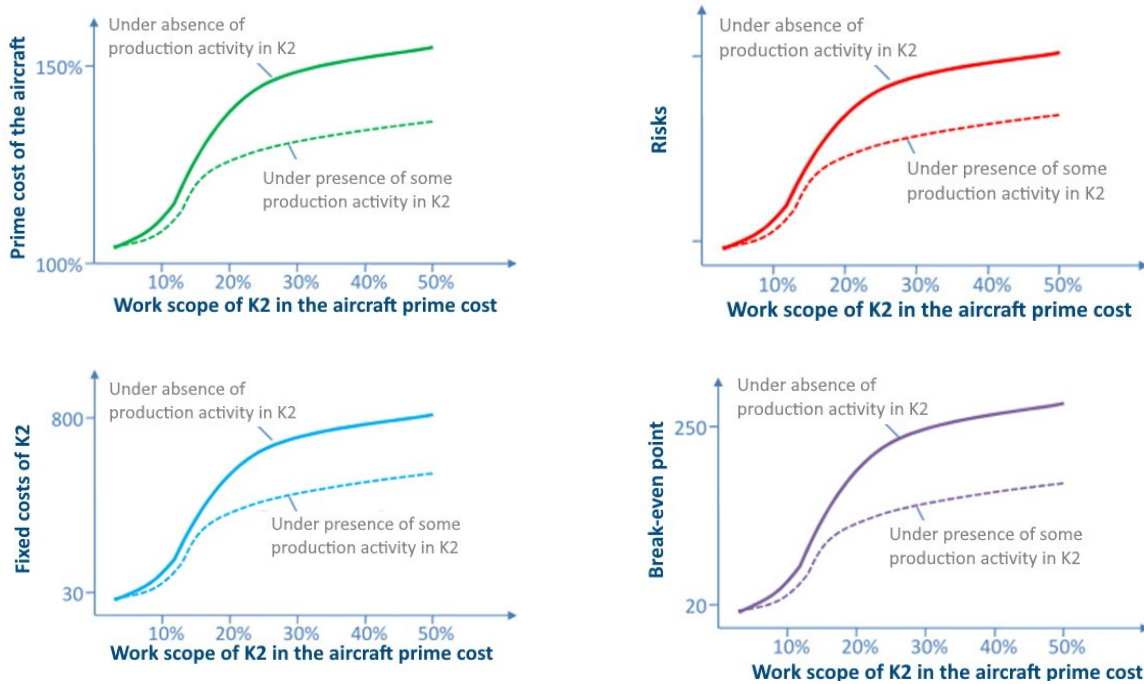 Prime cost of the aircraft
Under absence of
production activity in K2
150%
Under presence of some
production activity in K2
100%
10% 20% 30% 40% 50%
Work scope of K2 in the aircraft prime cost
Risks
Under absence of
production activity in K2
Under presence of some
production activity in K2
10% 20% 30% 40% 50%
Work scope of K2 in the aircraft prime cost
Fixed costs of K2
Under absence of
production activity in K2
800
Under presence of some
production activity in K2
30
10% 20% 30% 40% 50%
Work scope of K2 in the aircraft prime cost
Break-even point
Under absence of
production activity in K2
250
Under presence of some
production activity in K2
20
10% 20% 30% 40% 50%
Work scope of K2 in the aircraft prime cost